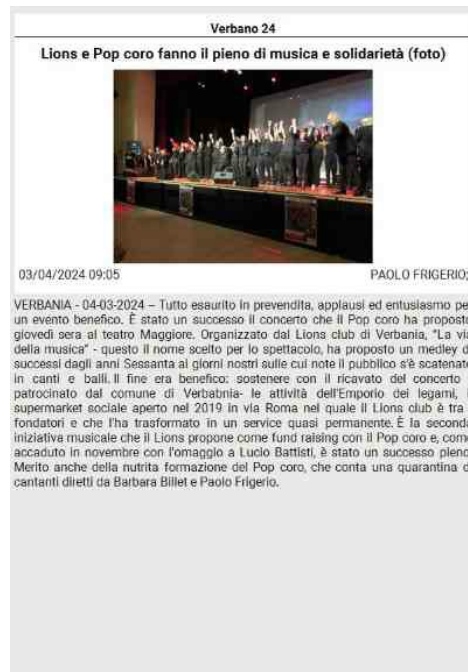 Verbano 24
Lions e Pop coro fanno il pieno di musica e solidarietà (foto)
03/04/2024 09:05 PAOLO FRIGERIO;
VERBANIA - 04-03-2024 – Tutto esaurito in prevendita, applausi ed entusiasmo pe
un evento benefico. È stato un successo il concerto che il Pop coro ha propost
giovedì sera al teatro Maggiore. Organizzato dal Lions club di Verbania, "La via
della musica" - questo il nome scelto per lo spettacolo, ha proposto un medley d
successi dagli anni Sessanta ai giorni nostri sulle cui note il pubblico s'è scatenato
in canti e balli. Il fine era benefico: sostenere con il ricavato del concerto
patrocinato dal comune di Verbabnia- le attività dell'Emporio dei legami, i
supermarket sociale aperto nel 2019 in via Roma nel quale il Lions club è tra
fondatori e che l'ha trasformato in un service quasi permanente. È la seconda
iniziativa musicale che il Lions propone come fund raising con il Pop coro e, come
accaduto in novembre con l'omaggio a Lucio Battisti, è stato un successo pieno
Merito anche della nutrita formazione del Pop coro, che conta una quarantina d
cantanti diretti da Barbara Billet e Paolo Frigerio.